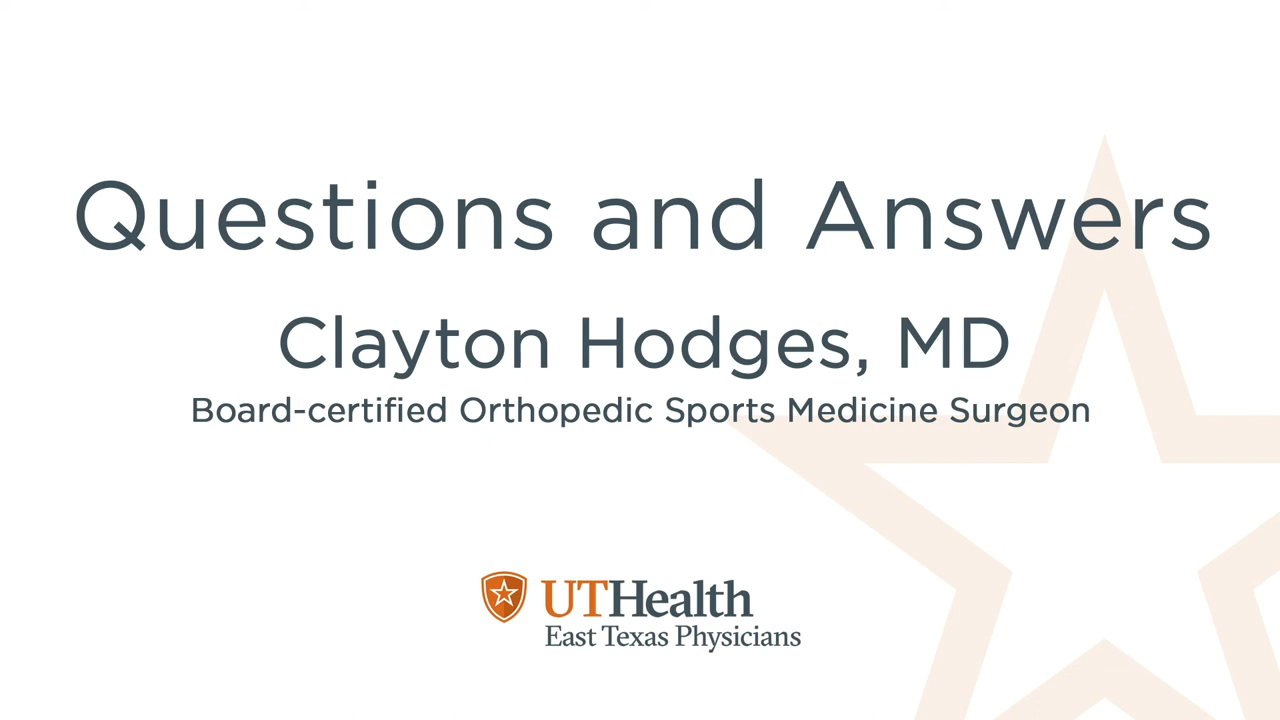 Questions and Answers
Clayton Hodges, MD
Board-certified Orthopedic Sports Medicine Surgeon
UTHealth
East Texas Physicians